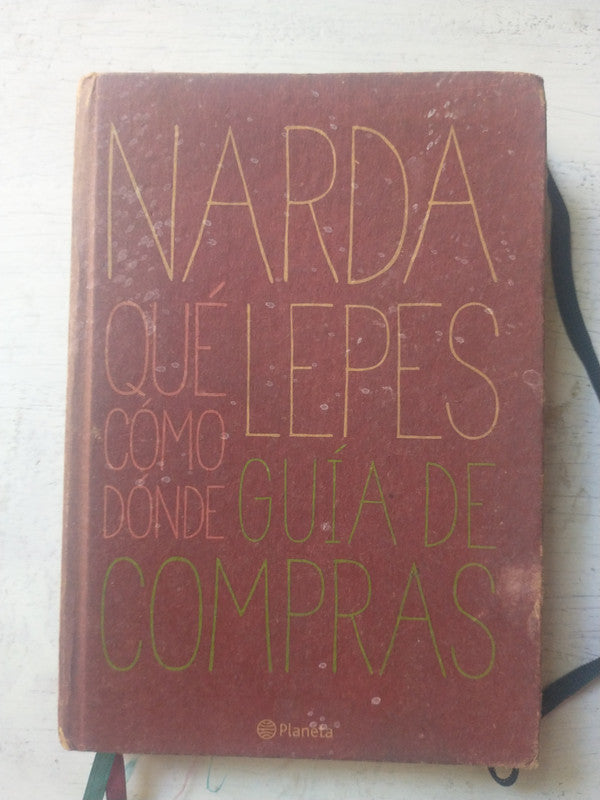 NARDA
LEPES
QUÉ
CÓMO
DÓNDE
GUÍA DE
COMPRAS
Planeta